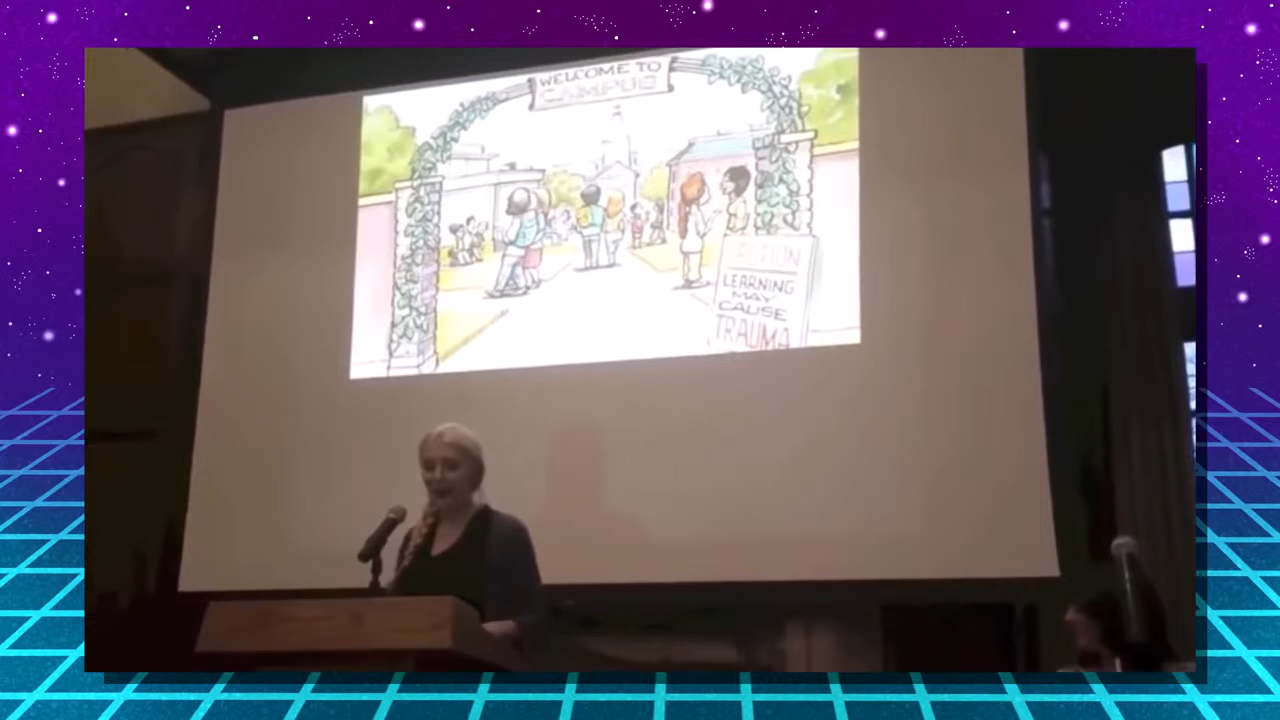 WELCOME TO
CAMPUS
CAUTION
LEARNING
MAY
CAUSE
TRAUMA